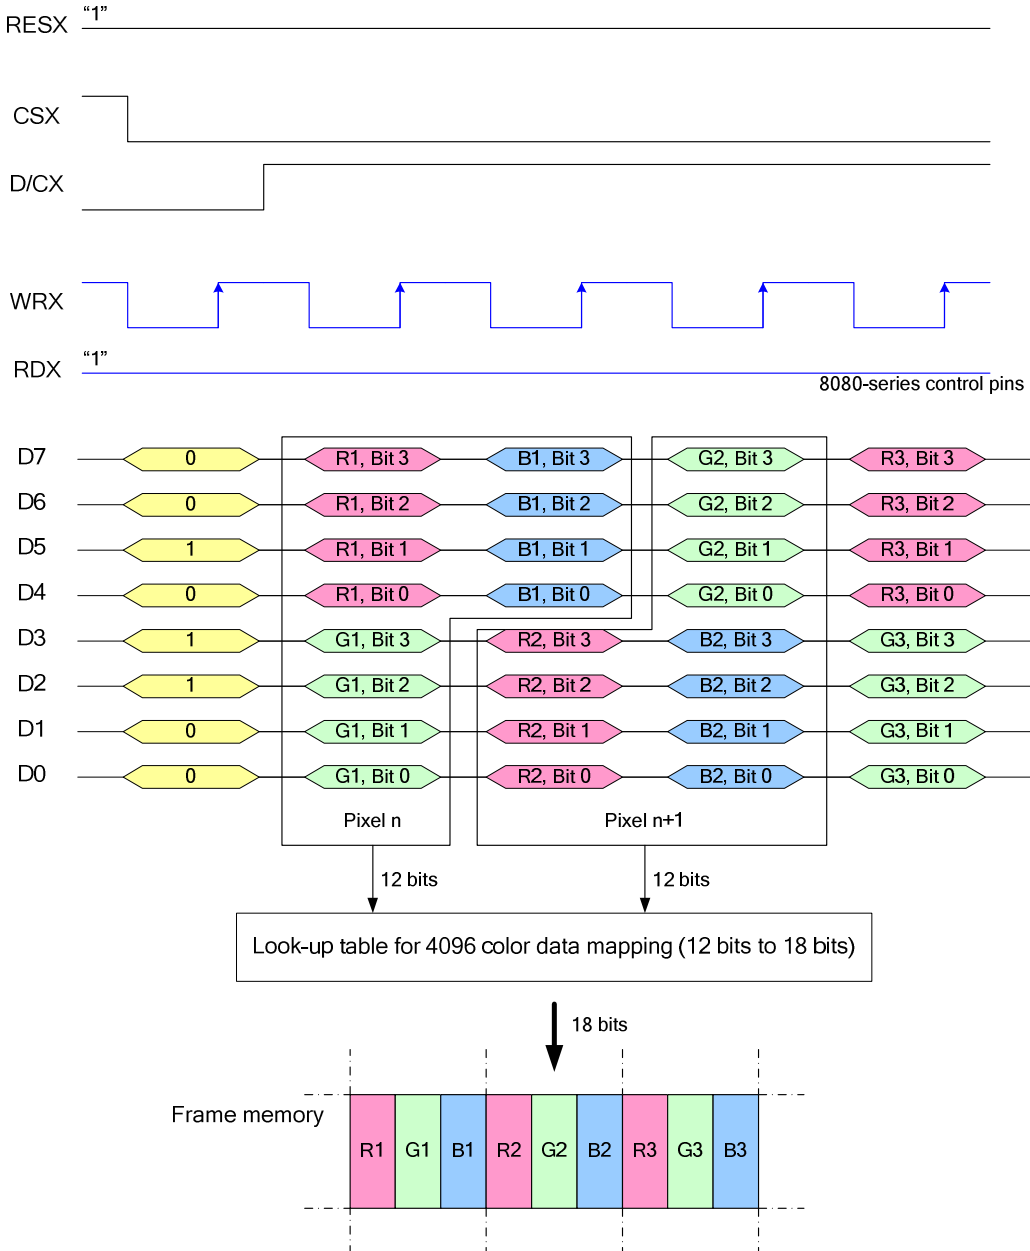 RESX "1"
CSX
D/CX
WRX
RDX "1"
8080-series control pins
D7 0 R1, Bit 3 B1, Bit 3 G2, Bit 3 R3, Bit 3
D6 0 R1, Bit 2 B1, Bit 2 G2, Bit 2 R3, Bit 2
D5 1 R1, Bit 1 B1, Bit 1 G2, Bit 1 R3, Bit 1
D4 0 R1, Bit 0 B1, Bit 0 G2, Bit 0 R3, Bit 0
D3 1 G1, Bit 3 R2, Bit 3 B2, Bit 3 G3, Bit 3
D2 1 G1, Bit 2 R2, Bit 2 B2, Bit 2 G3, Bit 2
D1 0 G1, Bit 1 R2, Bit 1 B2, Bit 1 G3, Bit 1
D0 0 G1, Bit 0 R2, Bit 0 B2, Bit 0 G3, Bit 0
Pixel n Pixel n+1
12 bits 12 bits
Look-up table for 4096 color data mapping (12 bits to 18 bits)
18 bits
Frame memory
R1 G1 B1 R2 G2 B2 R3 G3 B3